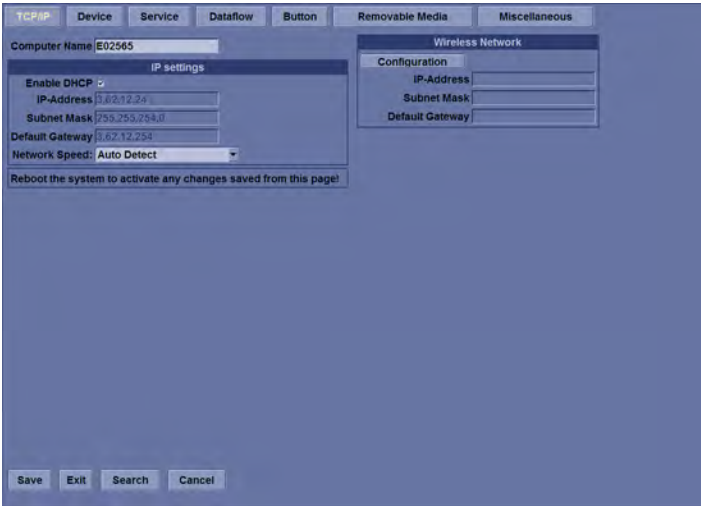 TCP/IP Device Service Dataflow Button Removable Media Miscellaneous
Computer Name E02565
IP settings
Enable DHCP
IP-Address 3.62.12.24
Subnet Mask 255.255.254.0
Default Gateway 3.62.12.254
Network Speed: Auto Detect
Reboot the system to activate any changes saved from this page!
Wireless Network
Configuration
IP-Address
Subnet Mask
Default Gateway
Save Exit Search Cancel